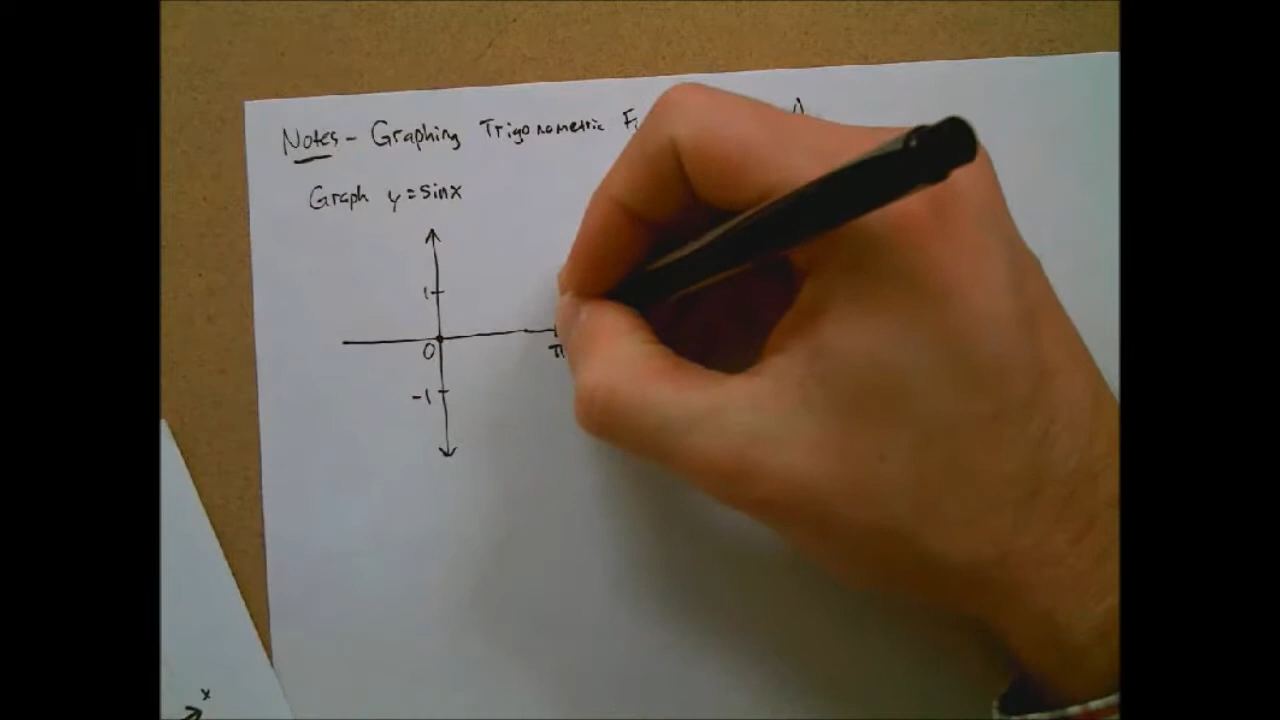 Notes - Graphing Trigonometric
Graph y = sinx
1
0
π
-1
x